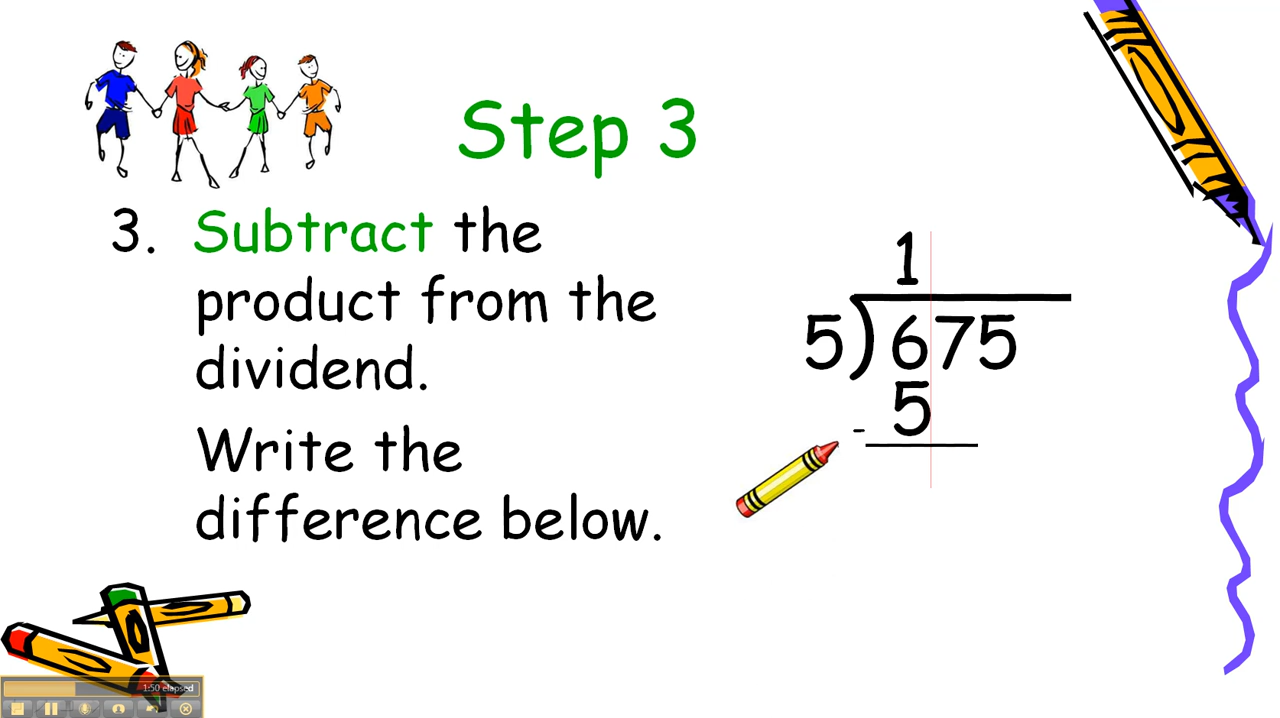 Step 3
3. Subtract the
product from the
dividend.
Write the
difference below.
1
5)675
5
-
1:50 elapsed